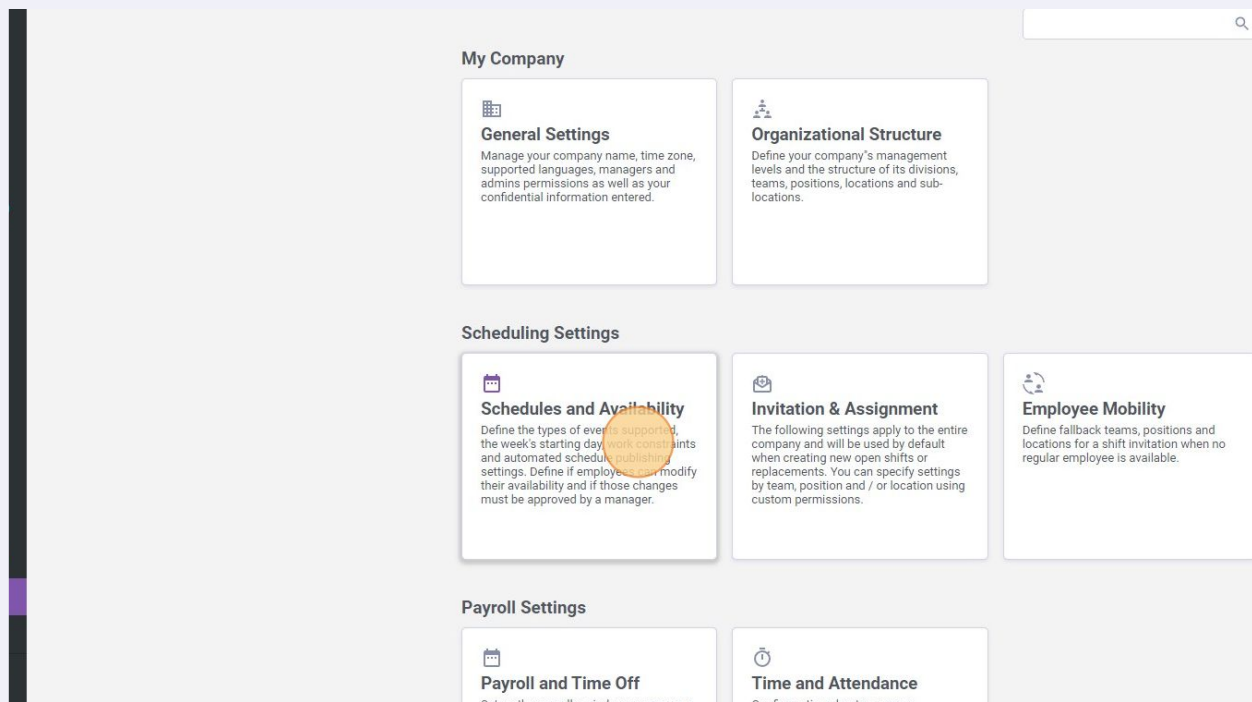 My Company
General Settings
Manage your company name, time zone,
supported languages, managers and
admins permissions as well as your
confidential information entered.
Organizational Structure
Define your company's management
levels and the structure of its divisions,
teams, positions, locations and sub-
locations.
Scheduling Settings
Schedules and Availability
Define the types of events supported,
the week's starting day, work constraints
and automated schedule publishing
settings. Define if employees can modify
their availability and if those changes
must be approved by a manager.
Invitation & Assignment
The following settings apply to the entire
company and will be used by default
when creating new open shifts or
replacements. You can specify settings
by team, position and / or location using
custom permissions.
Employee Mobility
Define fallback teams, positions and
locations for a shift invitation when no
regular employee is available.
Payroll Settings
Payroll and Time Off
Time and Attendance